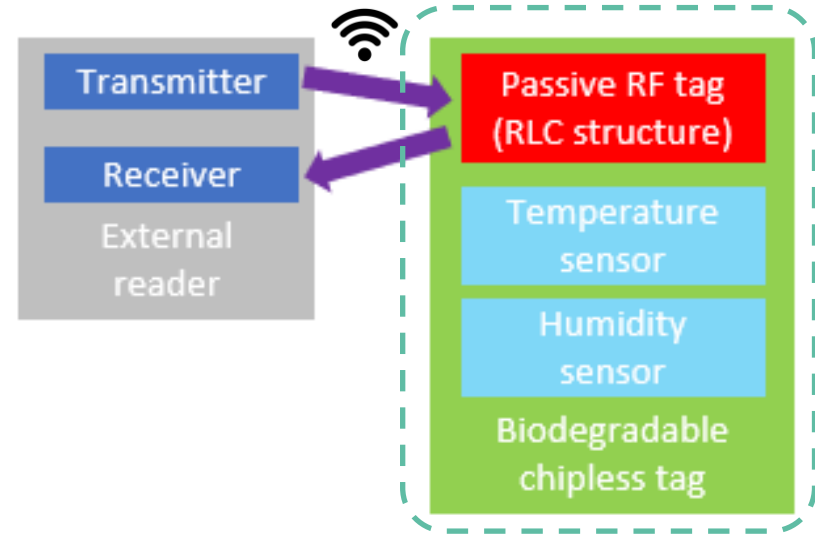 Transmitter
Receiver
External
reader
Passive RF tag
(RLC structure)
Temperature
sensor
Humidity
sensor
Biodegradable
chipless tag